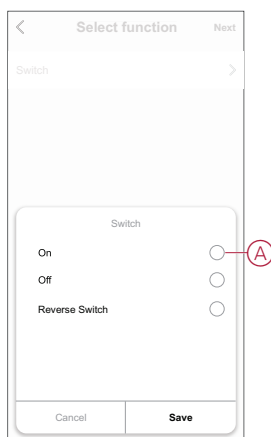 Select function Next
Switch
Switch
On A
Off
Reverse Switch
Cancel Save